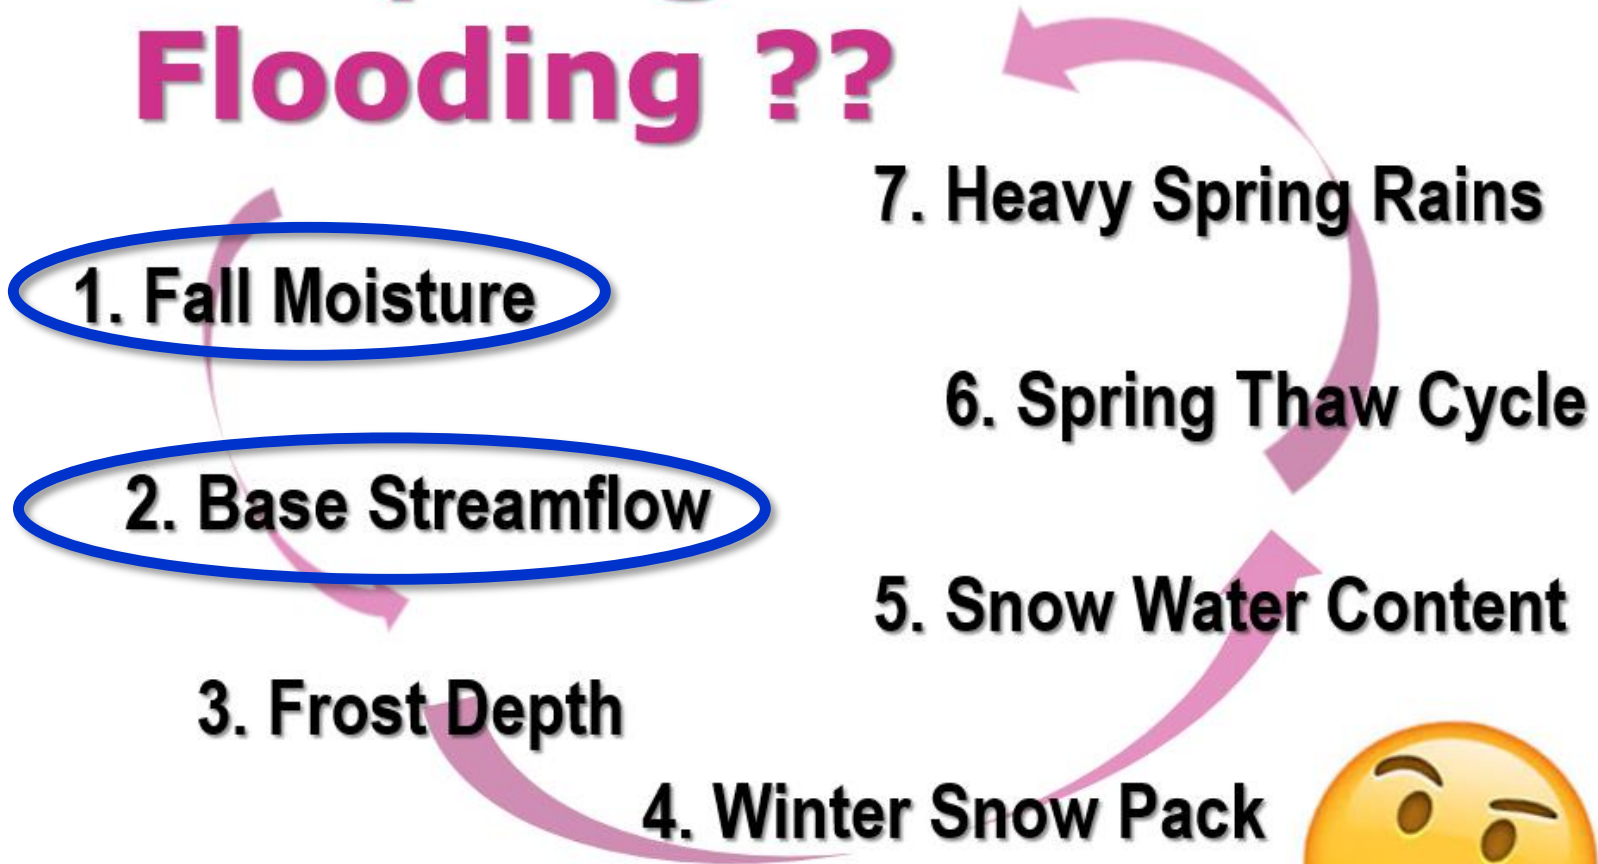 Flooding ??
1. Fall Moisture
2. Base Streamflow
3. Frost Depth
4. Winter Snow Pack
5. Snow Water Content
6. Spring Thaw Cycle
7. Heavy Spring Rains